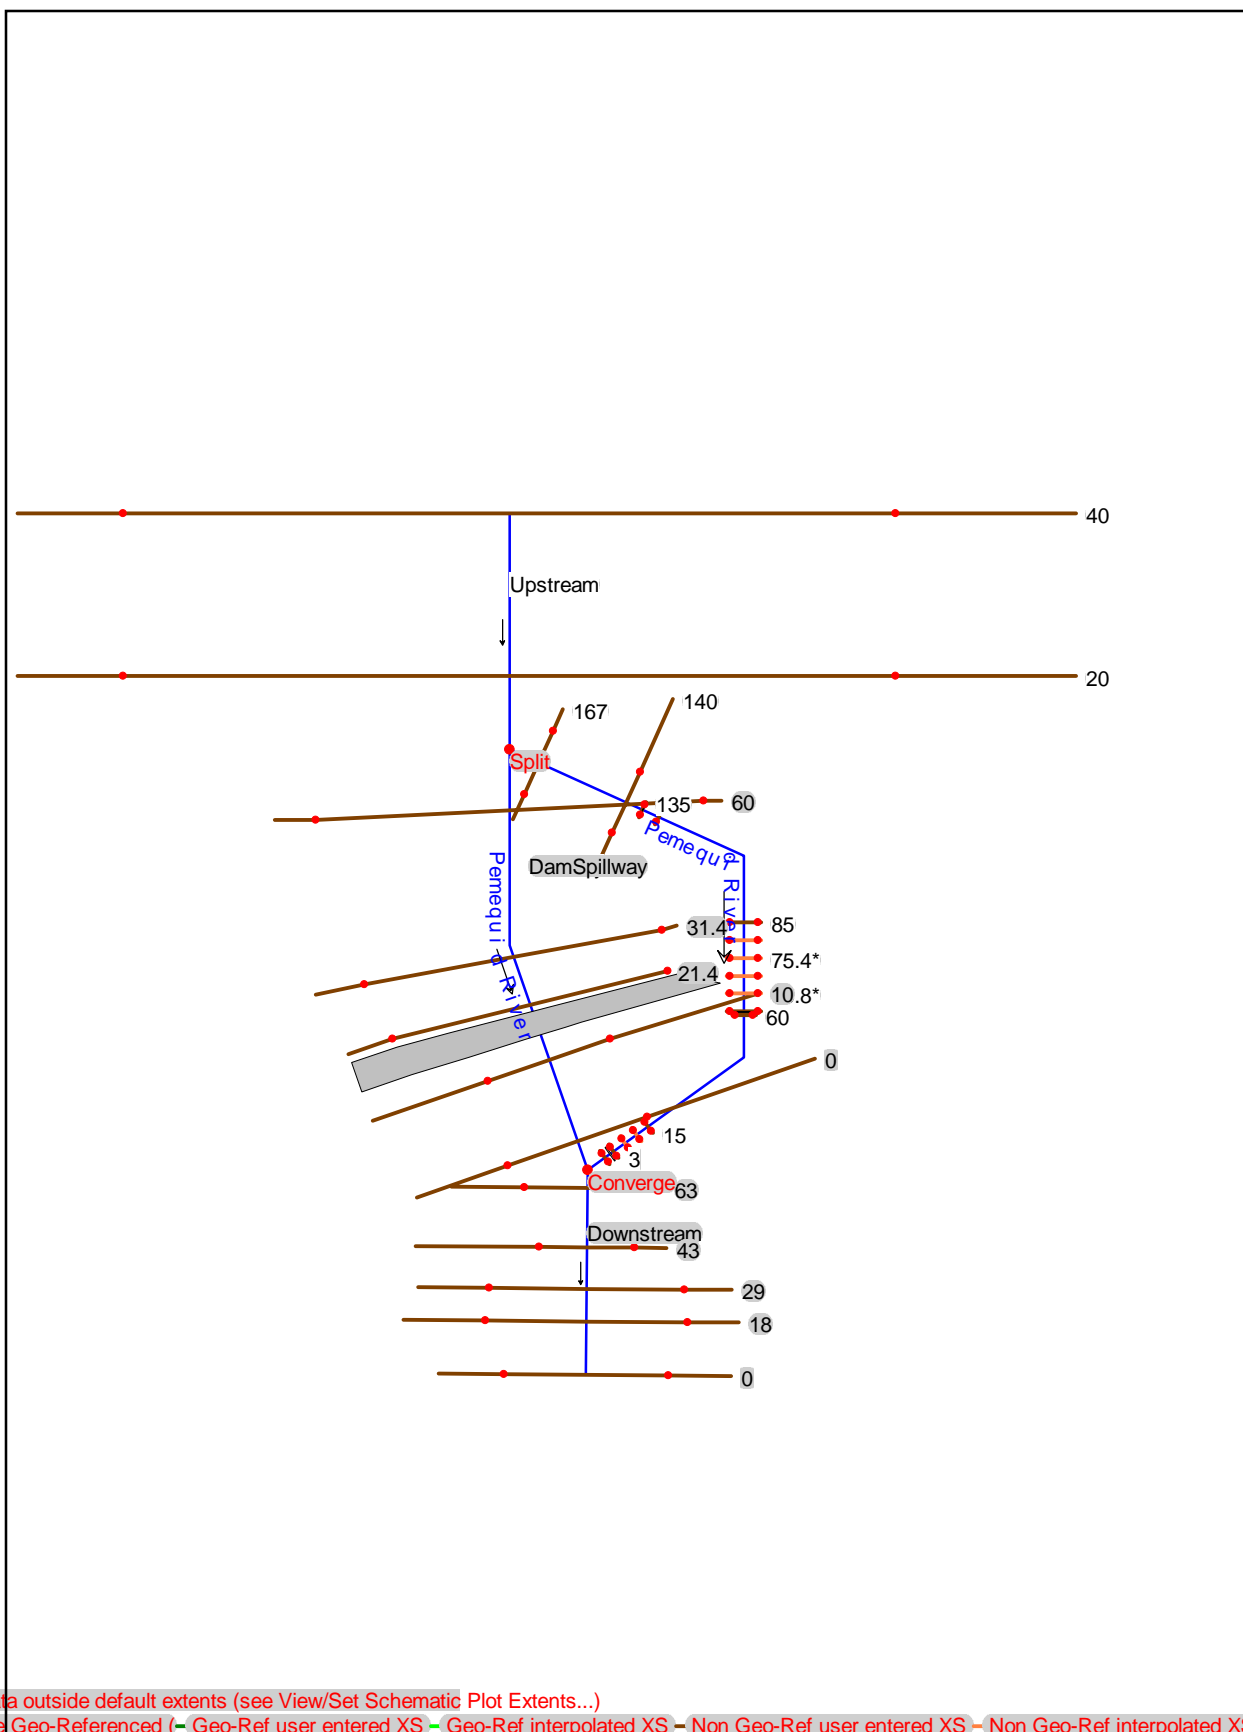 40
Upstream
20
167
140
Split
135
60
Pemequid River
DamSpillway
Pemequid River
31.4
85
75.4*
21.4
10.8*
60
0
15
3
Converge
63
Downstream
43
29
18
0
outside default extents (see View/Set Schematic Plot Extents...)
Geo-Referenced ( Geo-Ref user entered XS Geo-Ref interpolated XS Non Geo-Ref user entered XS Non Geo-Ref interpolated